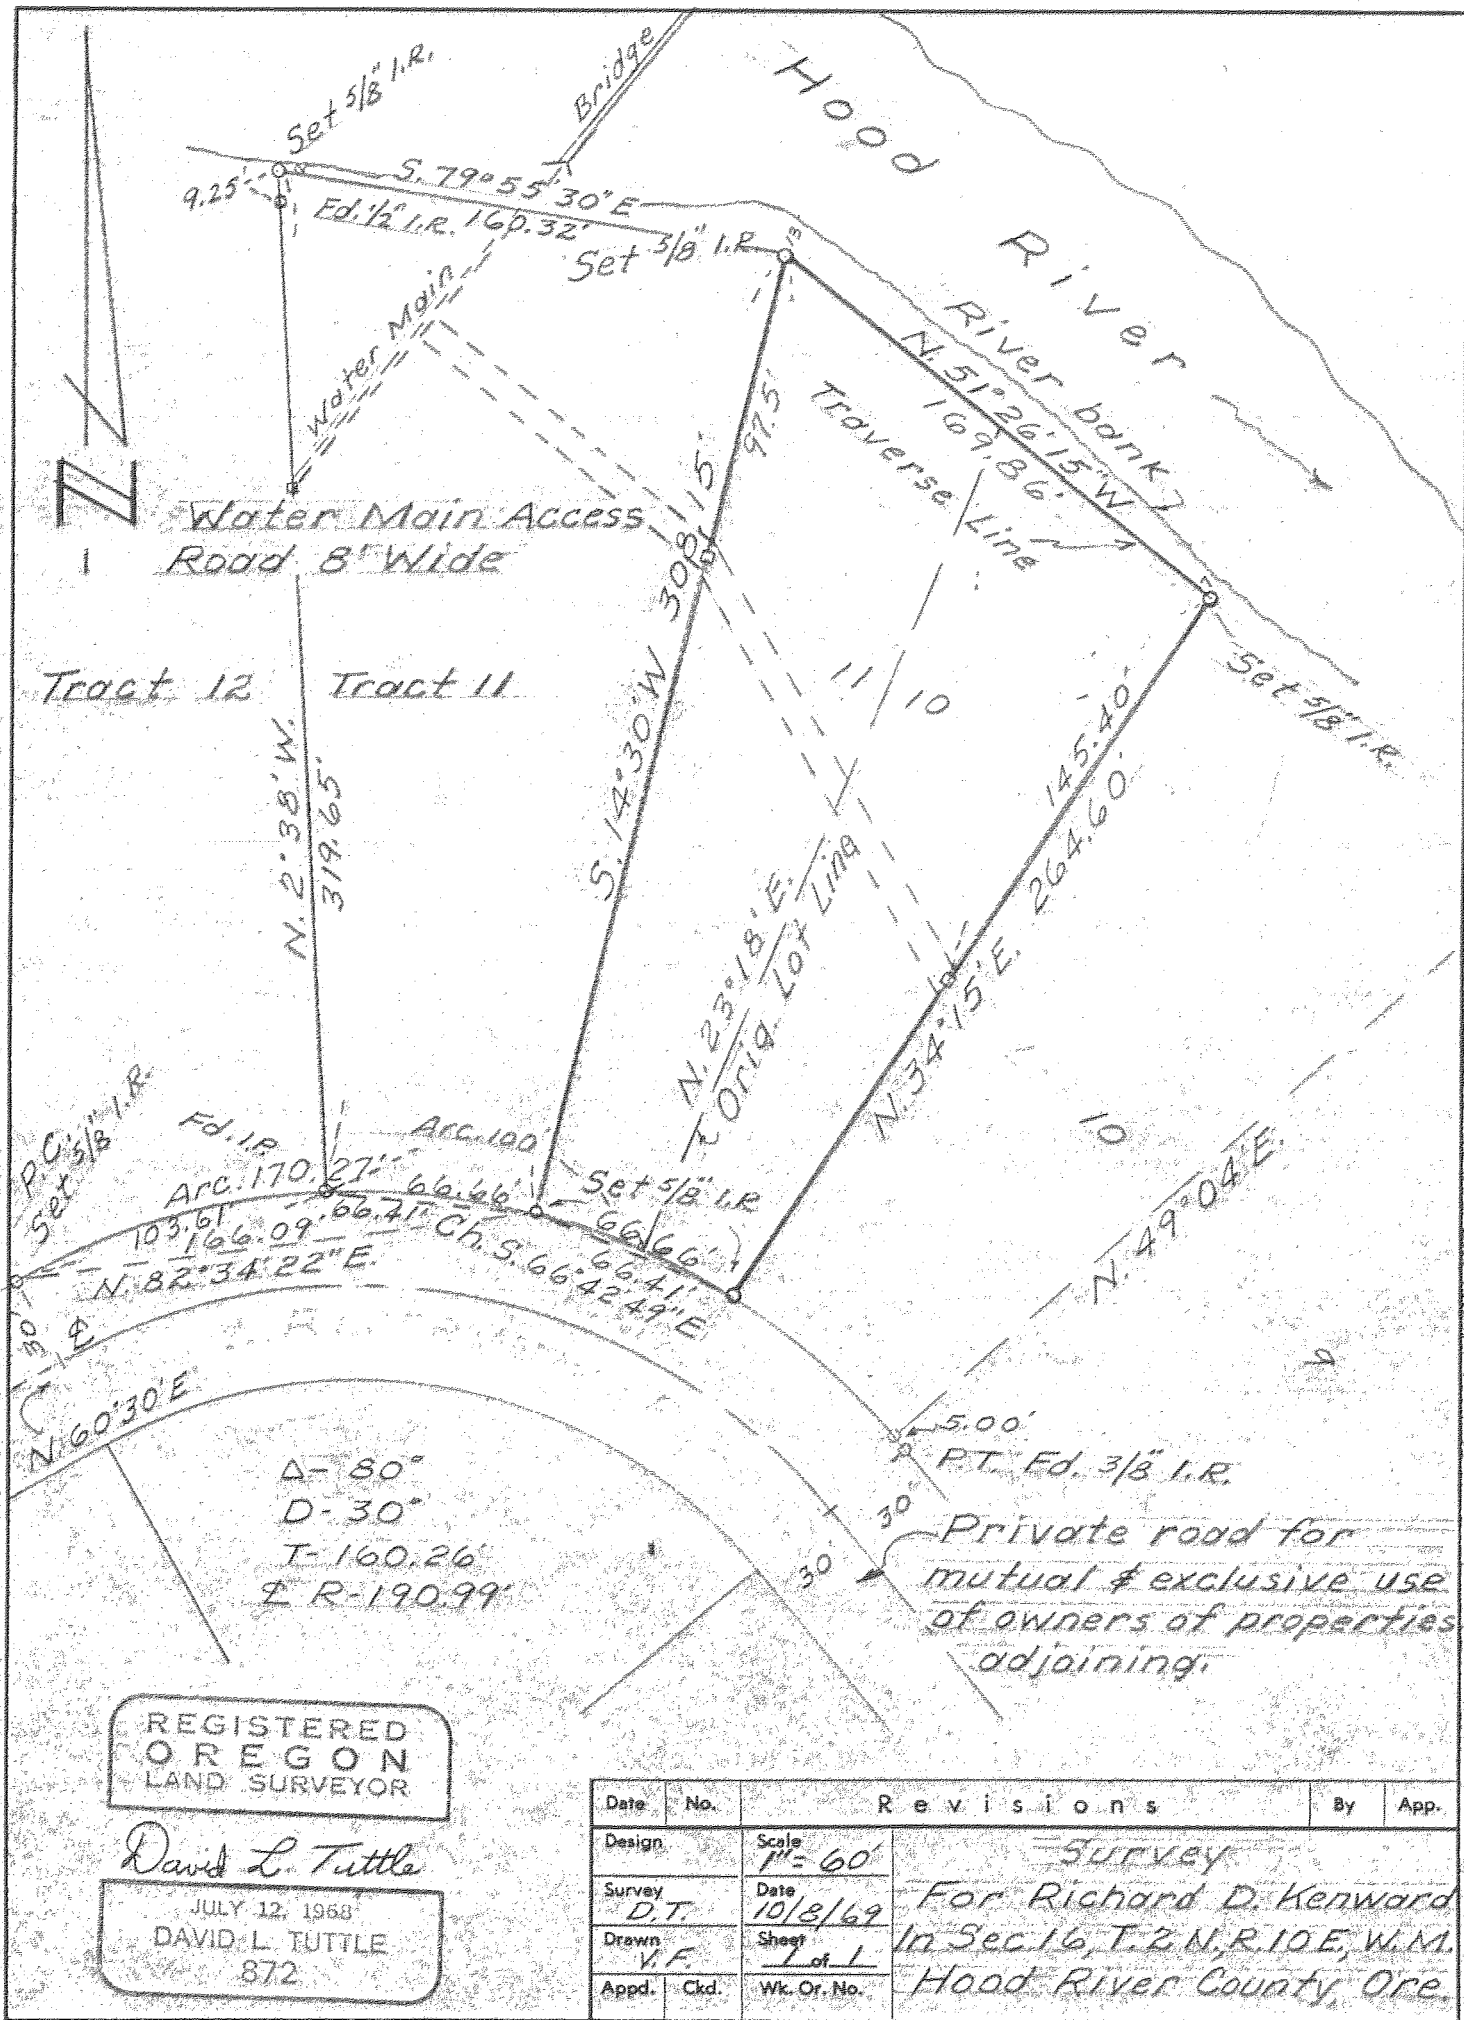 Hood
River
Bridge
Set 5/8" I.R.
9.25'
S. 79°55'30" E
Fd. 1/2" I.R. 160.32'
Set 5/8" I.R.
13
River bank
N. 51°26'15" W
169.86'
Traverse Line
Water Main
Water Main Access
Road 8' Wide
97.5'
308.15'
S. 14°30' W
7
Set 5/8" I.R.
Tract 12
Tract 11
11
10
N. 2°38' W.
319.65'
145.40'
264.60'
N. 34°15' E.
N. 23°18' E.
Orig. Lot Line
10
N. 49°04' E.
9
P.C.
Set 5/8" I.R.
Fd. I.P.
Arc. 170.27'
Arc. 100'
103.61'
66.66'
Set 5/8" I.R
166.09'
66.41'
66.66'
66.41'
N. 82°34'22" E.
Ch. S. 66°42'49" E
30'
N. 60°30' E
5.00'
P.T. Fd. 3/8" I.R.
30'
30'
Private road for
mutual & exclusive use
of owners of properties
adjoining.
Δ- 80°
D- 30°
T- 160.26'
℄ R-190.99'
REGISTERED
OREGON
LAND SURVEYOR
David L. Tuttle
JULY 12, 1968
DAVID L. TUTTLE
872
Date No. Revisions By App.
Design
Scale
1" = 60'
Survey
D.T.
Date
10/8/69
Drawn
V.F.
Sheet
1 of 1
Appd. Ckd. Wk. Or. No.
Survey
For Richard D. Kenward
In Sec. 16, T. 2 N., R. 10 E., W.M.
Hood River County, Ore.